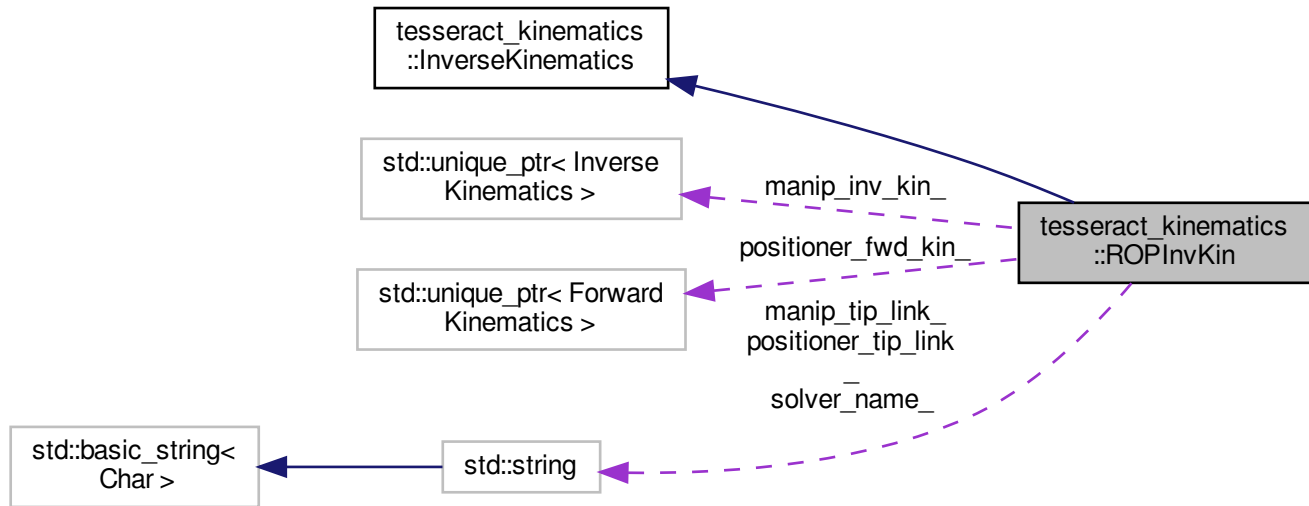 tesseract_kinematics
::InverseKinematics
std::unique_ptr< Inverse
Kinematics >
manip_inv_kin_
tesseract_kinematics
::ROPInvKin
positioner_fwd_kin_
std::unique_ptr< Forward
Kinematics >
manip_tip_link_
positioner_tip_link
_
solver_name_
std::basic_string<
Char >
std::string